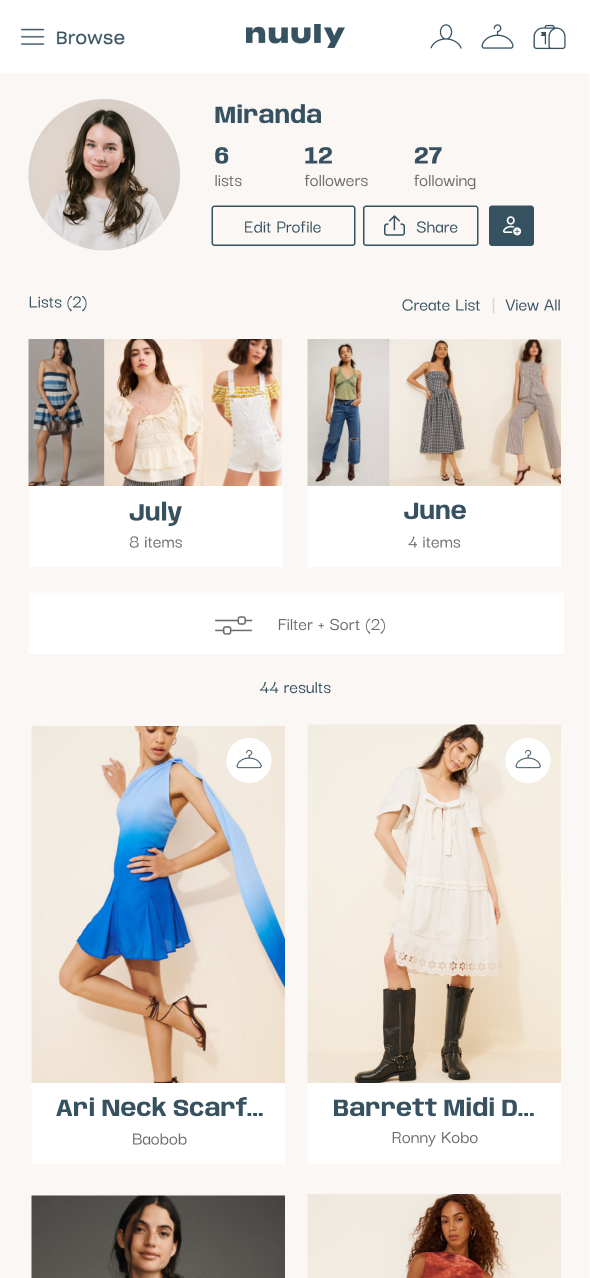 Browse
nuuly
Miranda
6 12 27
lists followers following
Edit Profile Share
Lists (2) Create List | View All
July June
8 items 4 items
Filter + Sort (2)
44 results
Ari Neck Scarf... Barrett Midi D...
Baobob Ronny Kobo